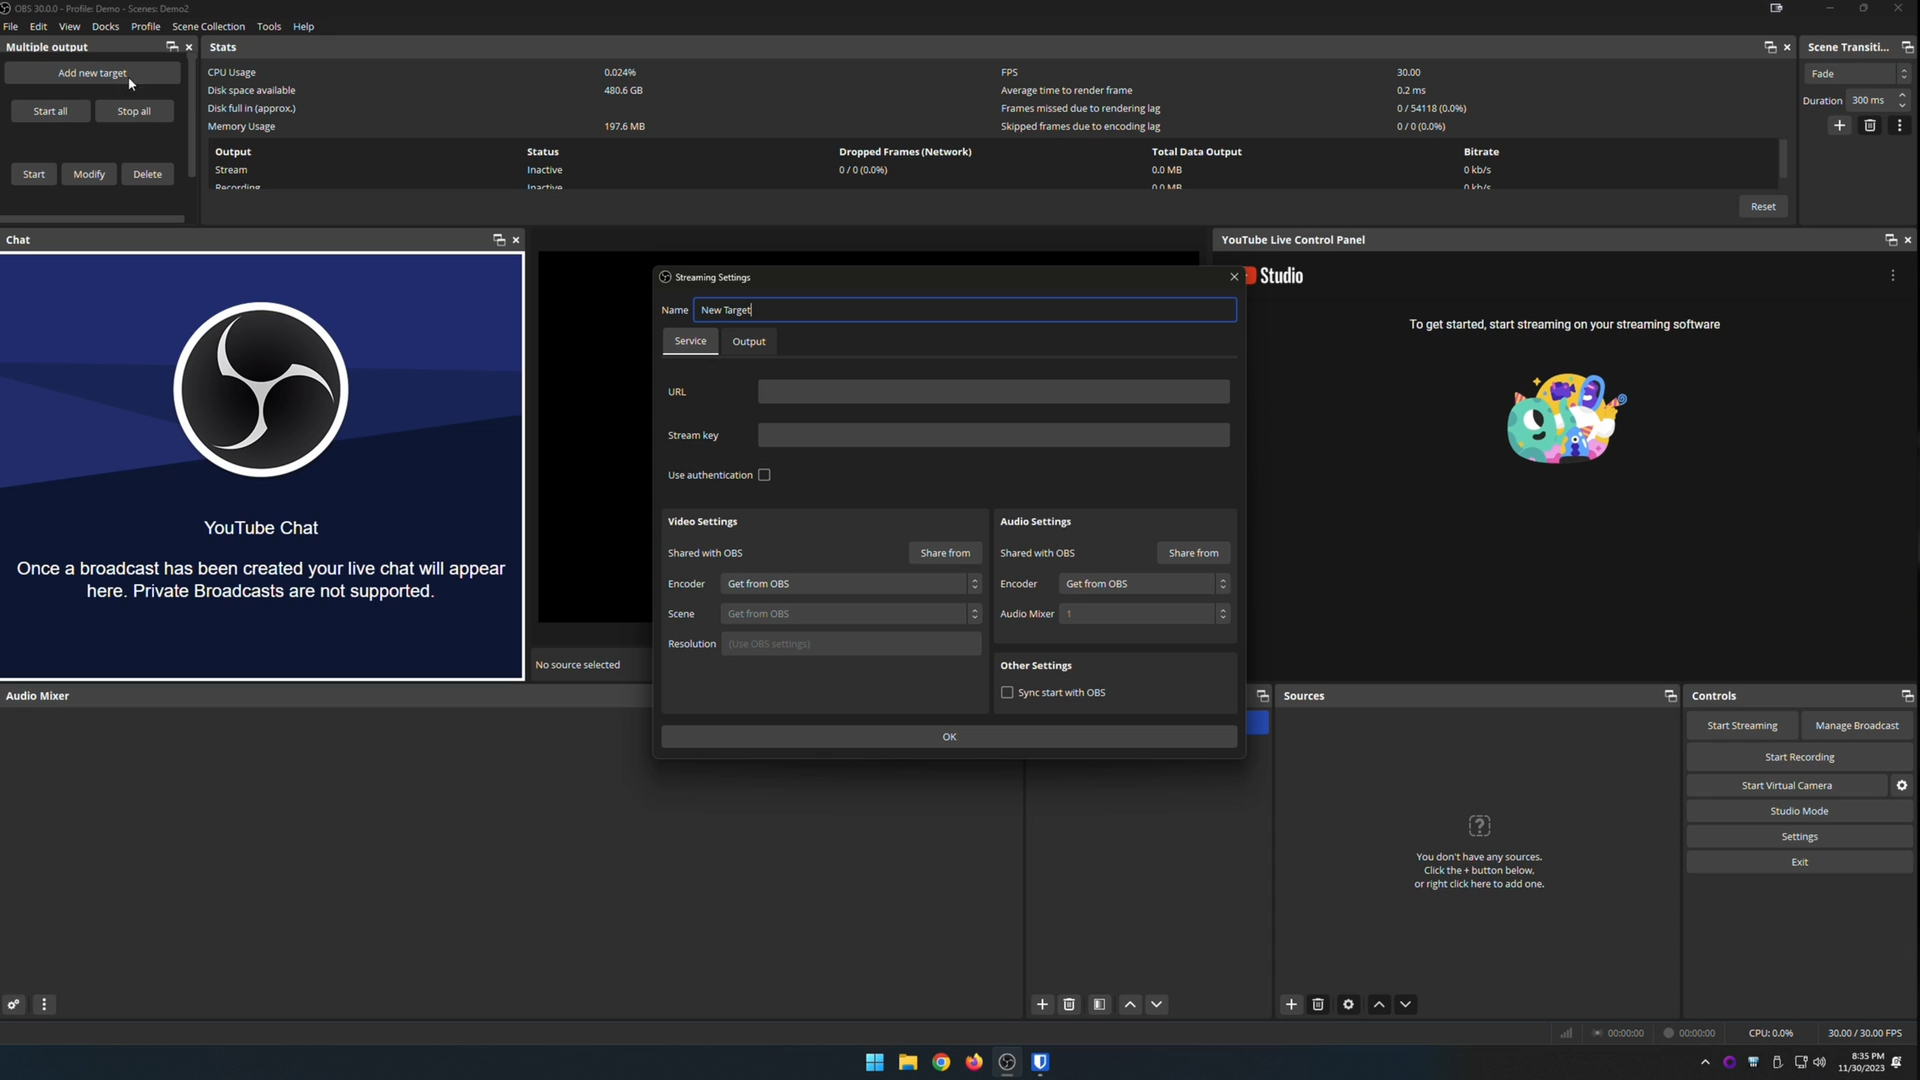 OBS 30.0.0 - Profile: Demo - Scenes: Demo2
File Edit View Docks Profile Scene Collection Tools Help
Multiple output
Add new target
Start all Stop all
Start Modify Delete
Stats
CPU Usage 0.024% FPS 30.00
Disk space available 480.6 GB Average time to render frame 0.2 ms
Disk full in (approx.) Frames missed due to rendering lag 0 / 54118 (0.0%)
Memory Usage 197.6 MB Skipped frames due to encoding lag 0 / 0 (0.0%)
Output Status Dropped Frames (Network) Total Data Output Bitrate
Stream Inactive 0 / 0 (0.0%) 0.0 MB 0 kb/s
Recording Inactive 0.0 MB 0 kb/s
Reset
Scene Transiti...
Fade
Duration 300 ms
Chat
YouTube Chat
Once a broadcast has been created your live chat will appear
here. Private Broadcasts are not supported.
Streaming Settings
Name New Target
Service Output
URL
Stream key
Use authentication
Video Settings
Shared with OBS Share from
Encoder Get from OBS
Scene Get from OBS
Resolution (Use OBS settings)
Audio Settings
Shared with OBS Share from
Encoder Get from OBS
Audio Mixer 1
Other Settings
Sync start with OBS
OK
No source selected
YouTube Live Control Panel
Studio
To get started, start streaming on your streaming software
Audio Mixer
Sources
You don't have any sources.
Click the + button below,
or right click here to add one.
Controls
Start Streaming Manage Broadcast
Start Recording
Start Virtual Camera
Studio Mode
Settings
Exit
00:00:00 00:00:00 CPU: 0.0% 30.00 / 30.00 FPS
8:35 PM
11/30/2023